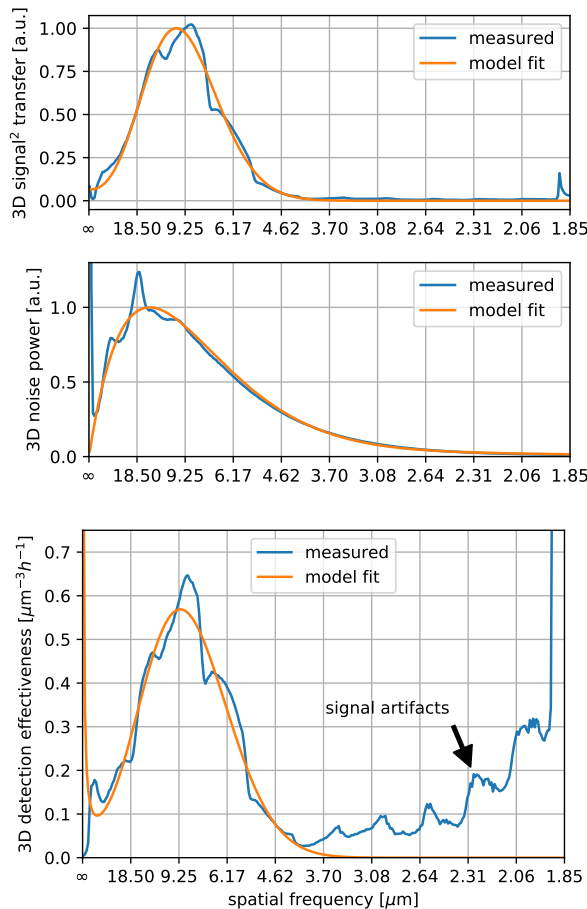 3D signal² transfer [a.u.]
1.00
0.75
0.50
0.25
0.00
measured
model fit
∞ 18.50 9.25 6.17 4.62 3.70 3.08 2.64 2.31 2.06 1.85
3D noise power [a.u.]
1.0
0.5
0.0
measured
model fit
∞ 18.50 9.25 6.17 4.62 3.70 3.08 2.64 2.31 2.06 1.85
3D detection effectiveness [μm⁻³h⁻¹]
0.7
0.6
0.5
0.4
0.3
0.2
0.1
0.0
measured
model fit
signal artifacts
∞ 18.50 9.25 6.17 4.62 3.70 3.08 2.64 2.31 2.06 1.85
spatial frequency [μm]